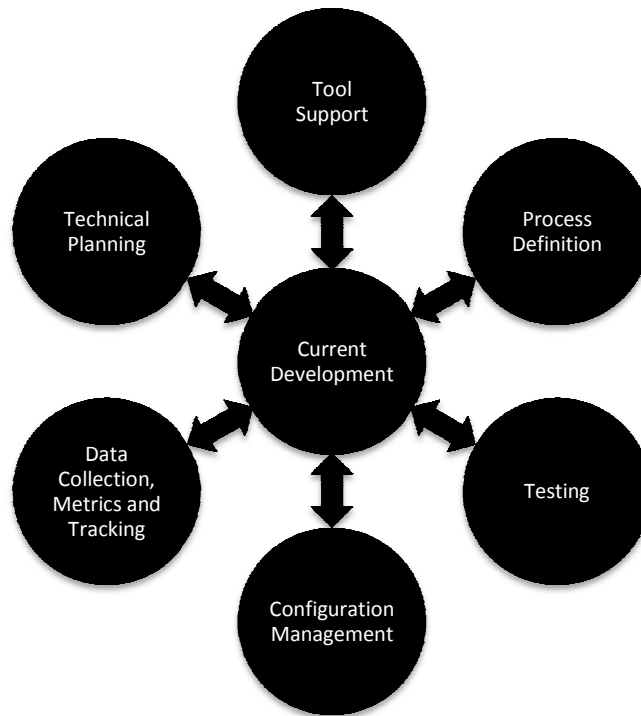 Tool
Support
Technical
Planning
Process
Definition
Current
Development
Data
Collection,
Metrics and
Tracking
Testing
Configuration
Management